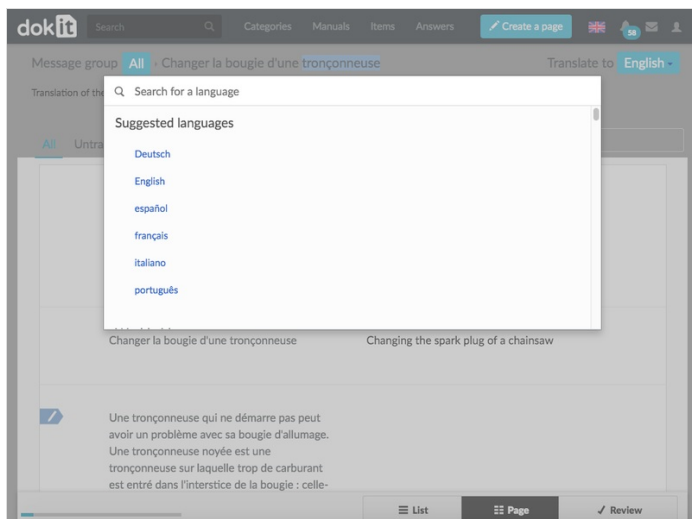 dokit
Search
Categories Manuals Items Answers
Create a page
58
Message group All › Changer la bougie d'une tronçonneuse
Translate to English
Translation of the
Search for a language
All Untra
Suggested languages
Deutsch
English
español
français
italiano
português
Changer la bougie d'une tronçonneuse
Changing the spark plug of a chainsaw
Une tronçonneuse qui ne démarre pas peut
avoir un problème avec sa bougie d'allumage.
Une tronçonneuse noyée est une
tronçonneuse sur laquelle trop de carburant
est entré dans l'interstice de la bougie : celle-
List
Page
Review